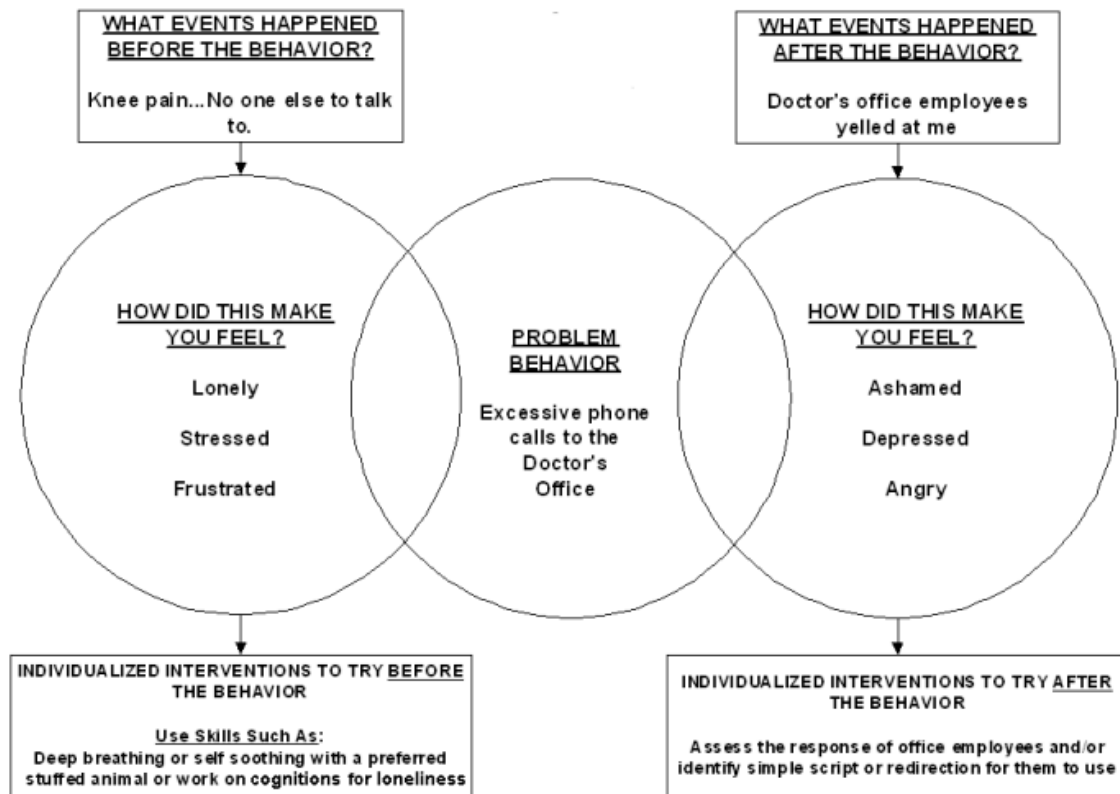 WHAT EVENTS HAPPENED
BEFORE THE BEHAVIOR?
Knee pain...No one else to talk
to.
WHAT EVENTS HAPPENED
AFTER THE BEHAVIOR?
Doctor's office employees
yelled at me
HOW DID THIS MAKE
YOU FEEL?
Lonely
Stressed
Frustrated
PROBLEM
BEHAVIOR
Excessive phone
calls to the
Doctor's
Office
HOW DID THIS MAKE
YOU FEEL?
Ashamed
Depressed
Angry
INDIVIDUALIZED INTERVENTIONS TO TRY BEFORE
THE BEHAVIOR
Use Skills Such As:
Deep breathing or self soothing with a preferred
stuffed animal or work on cognitions for loneliness
INDIVIDUALIZED INTERVENTIONS TO TRY AFTER
THE BEHAVIOR
Assess the response of office employees and/or
identify simple script or redirection for them to use